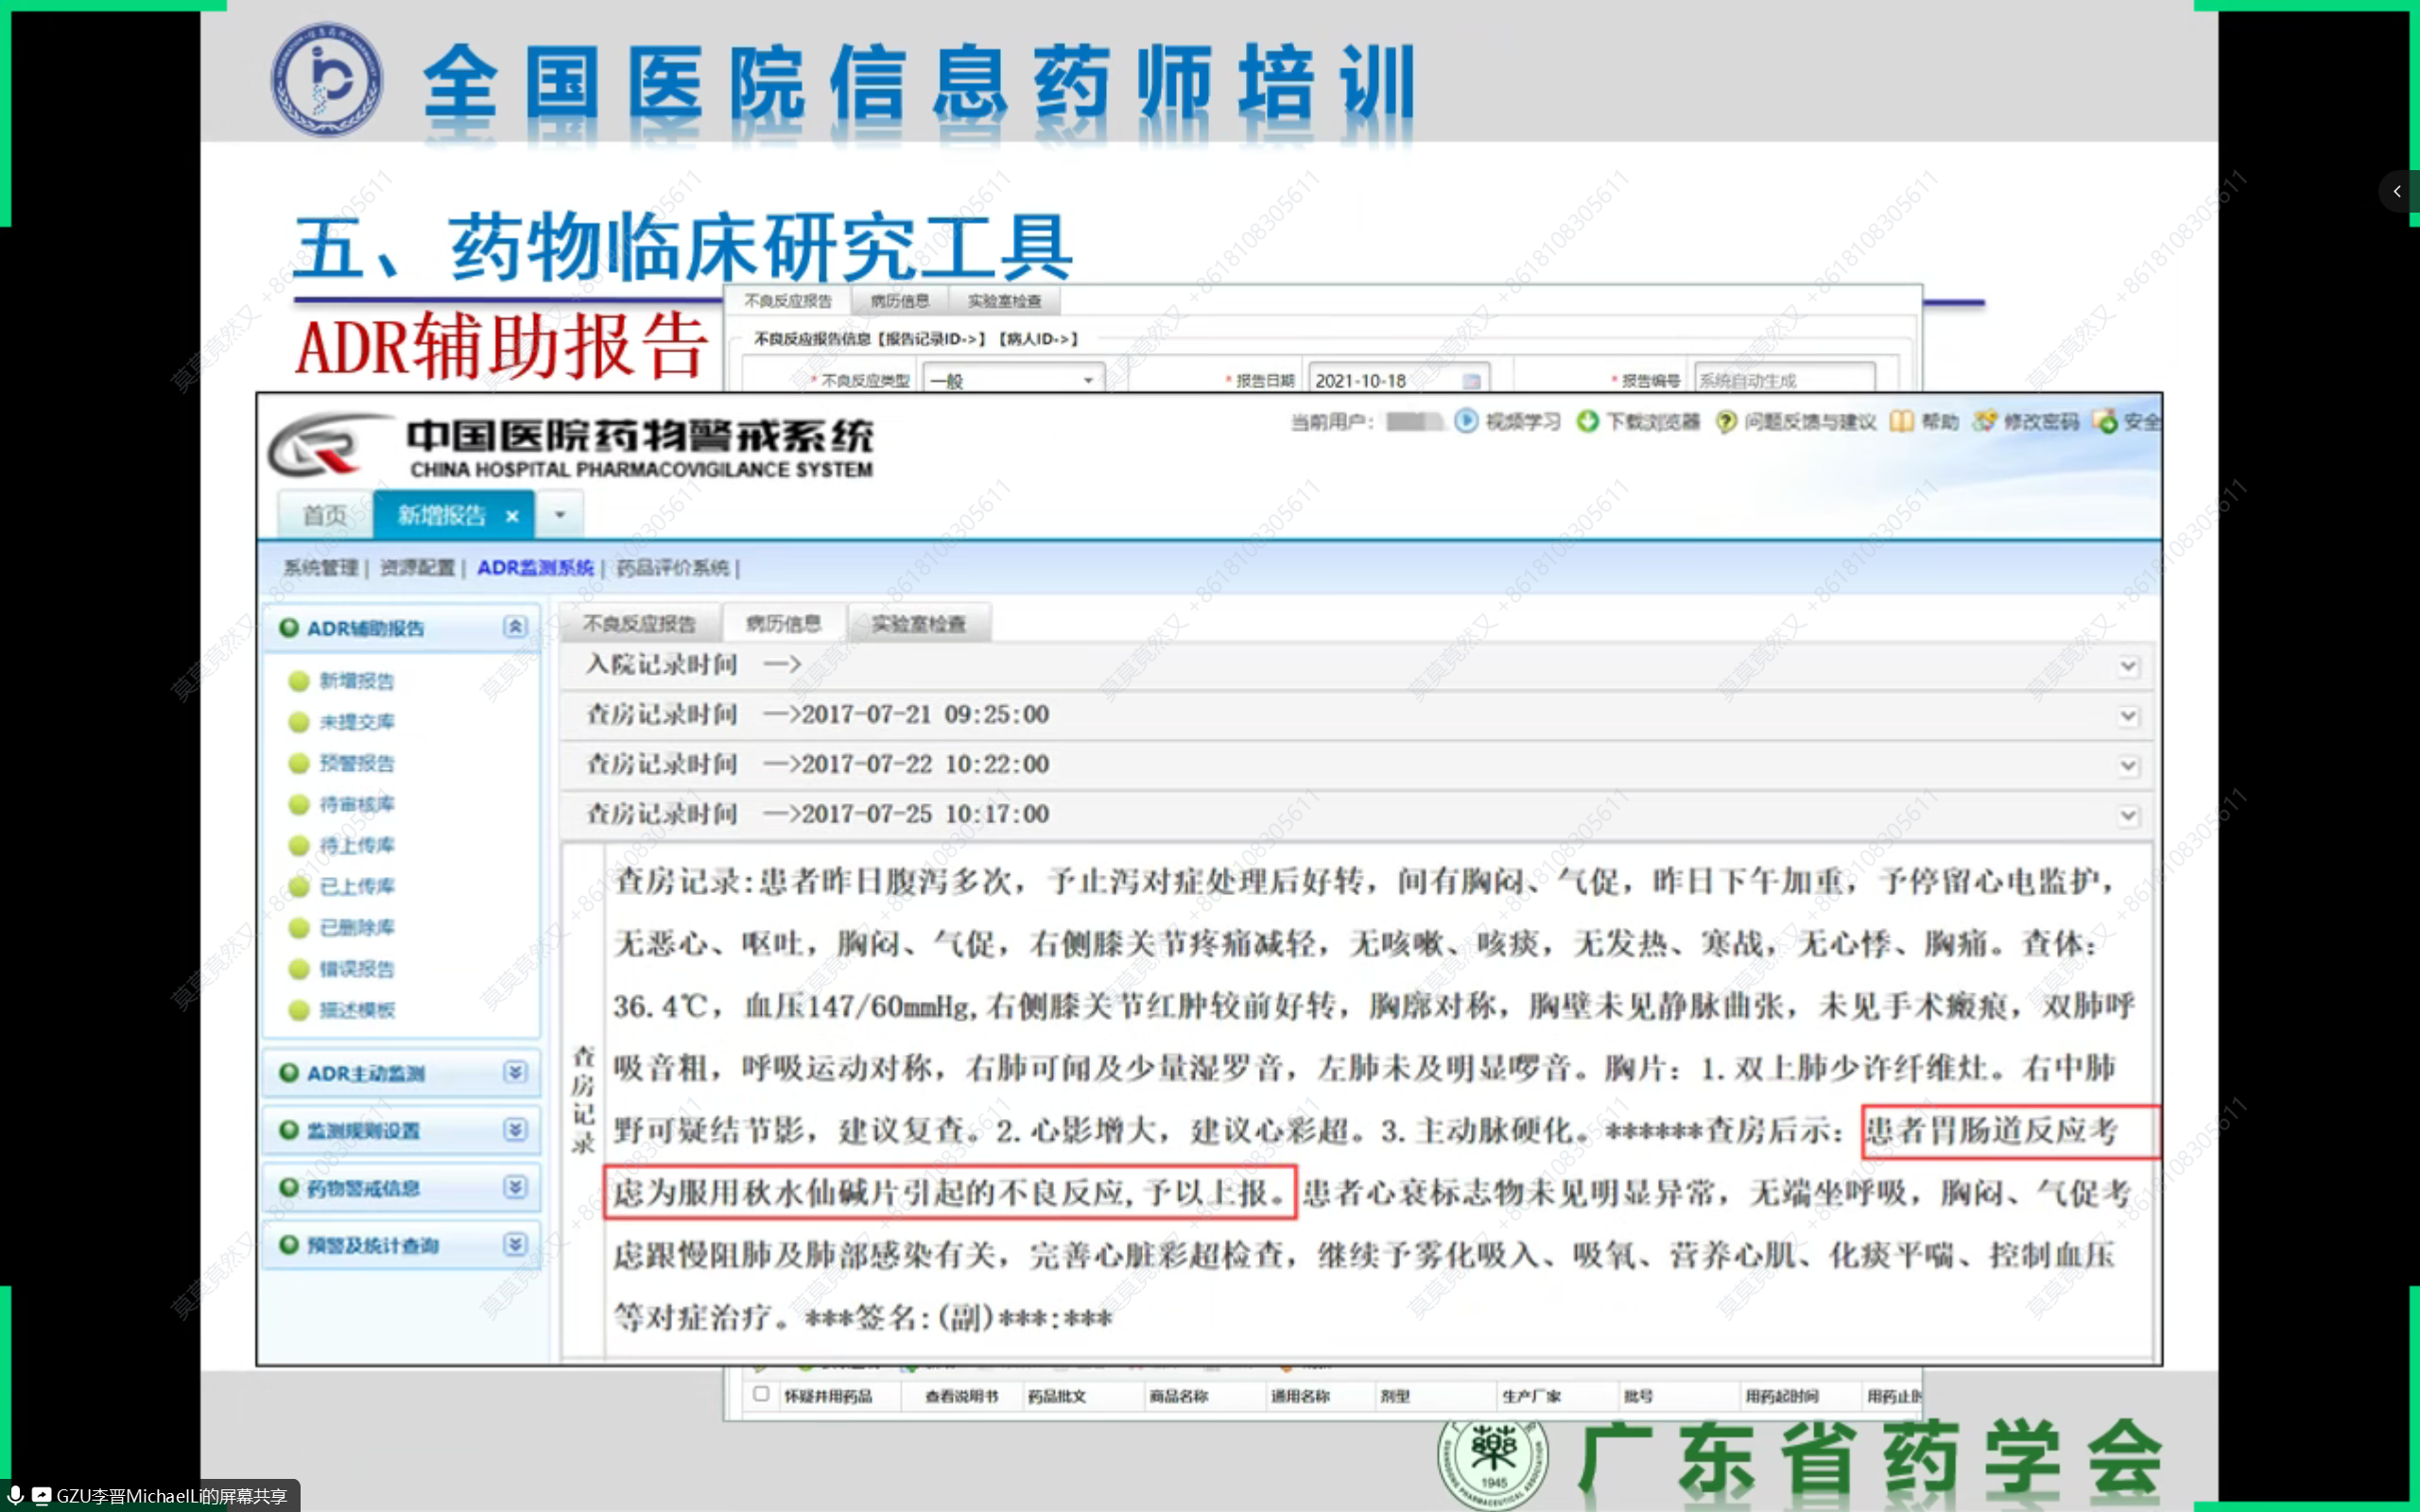 全国医院信息药师培训
五、药物临床研究工具
ADR辅助报告
不良反应报告 病历信息 实验室检查
不良反应报告信息【报告记录ID->】【病人ID->】
*不良反应类型 一般 *报告日期 2021-10-18 *报告编号 系统自动生成
中国医院药物警戒系统
CHINA HOSPITAL PHARMACOVIGILANCE SYSTEM
当前用户: 视频学习 下载浏览器 问题反馈与建议 帮助 修改密码 安全
首页 新增报告 ×
系统管理| 资源配置| ADR监测系统| 药品评价系统|
ADR辅助报告
新增报告
未提交库
预警报告
待审核库
待上传库
已上传库
已删除库
错误报告
描述模板
ADR主动监测
监测规则设置
药物警戒信息
预警及统计查询
不良反应报告 病历信息 实验室检查
入院记录时间 —>
查房记录时间 —>2017-07-21 09:25:00
查房记录时间 —>2017-07-22 10:22:00
查房记录时间 —>2017-07-25 10:17:00
查房记录
查房记录:患者昨日腹泻多次，予止泻对症处理后好转，间有胸闷、气促，昨日下午加重，予停留心电监护，
无恶心、呕吐，胸闷、气促，右侧膝关节疼痛减轻，无咳嗽、咳痰，无发热、寒战，无心悸、胸痛。查体：
36.4℃，血压147/60mmHg,右侧膝关节红肿较前好转，胸廓对称，胸壁未见静脉曲张，未见手术瘢痕，双肺呼
吸音粗，呼吸运动对称，右肺可闻及少量湿罗音，左肺未及明显啰音。胸片：1.双上肺少许纤维灶。右中肺
野可疑结节影，建议复查。2.心影增大，建议心彩超。3.主动脉硬化。******查房后示：患者胃肠道反应考
虑为服用秋水仙碱片引起的不良反应,予以上报。患者心衰标志物未见明显异常，无端坐呼吸，胸闷、气促考
虑跟慢阻肺及肺部感染有关，完善心脏彩超检查，继续予雾化吸入、吸氧、营养心肌、化痰平喘、控制血压
等对症治疗。***签名:(副)***:***
怀疑并用药品 查看说明书 药品批文 商品名称 通用名称 剂型 生产厂家 批号 用药起时间 用药止时
1945
广东省药学会
GZU李晋MichaelLi的屏幕共享
莫莫竟然又 +8618108305611